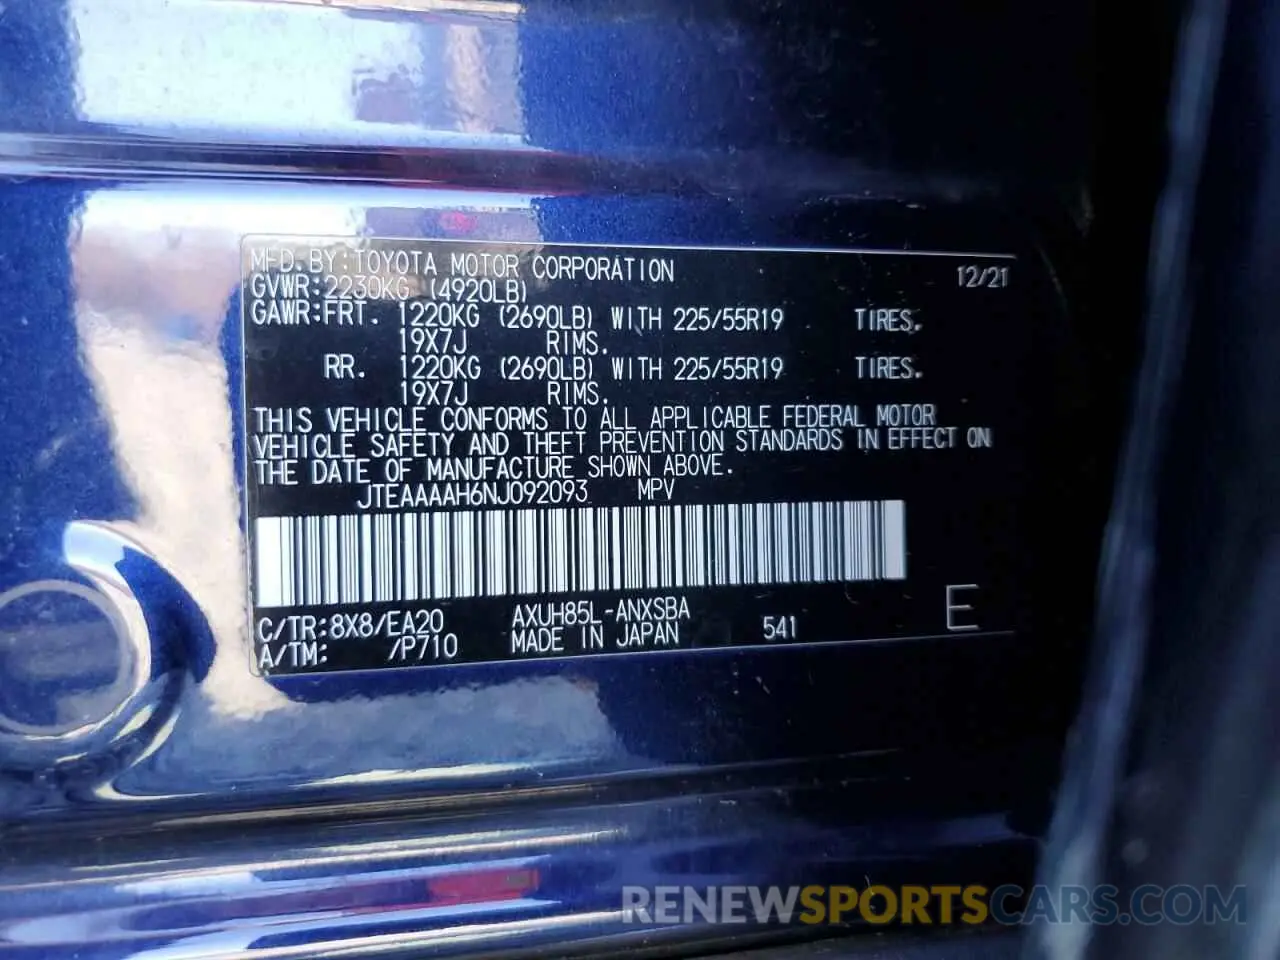 MFD.BY:TOYOTA MOTOR CORPORATION 12/21
GVWR:2230KG (4920LB)
GAWR:FRT. 1220KG (2690LB) WITH 225/55R19 TIRES.
19X7J RIMS.
RR. 1220KG (2690LB) WITH 225/55R19 TIRES.
19X7J RIMS.
THIS VEHICLE CONFORMS TO ALL APPLICABLE FEDERAL MOTOR
VEHICLE SAFETY AND THEFT PREVENTION STANDARDS IN EFFECT ON
THE DATE OF MANUFACTURE SHOWN ABOVE.
JTEAAAAH6NJ092093 MPV
C/TR:8X8/EA20 AXUH85L-ANXSBA
A/TM: /P710 MADE IN JAPAN 541 E
RENEWSPORTSCARS.COM